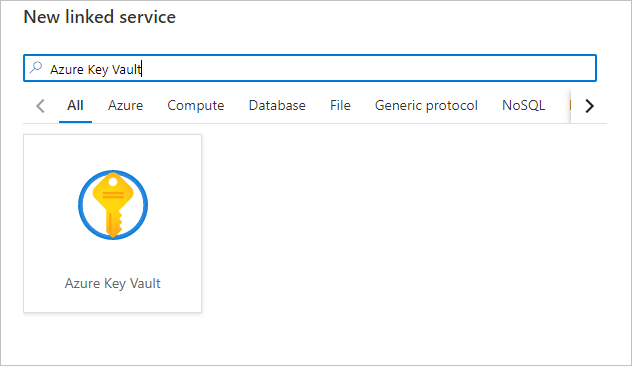 New linked service
Azure Key Vault
All Azure Compute Database File Generic protocol NoSQL
Azure Key Vault